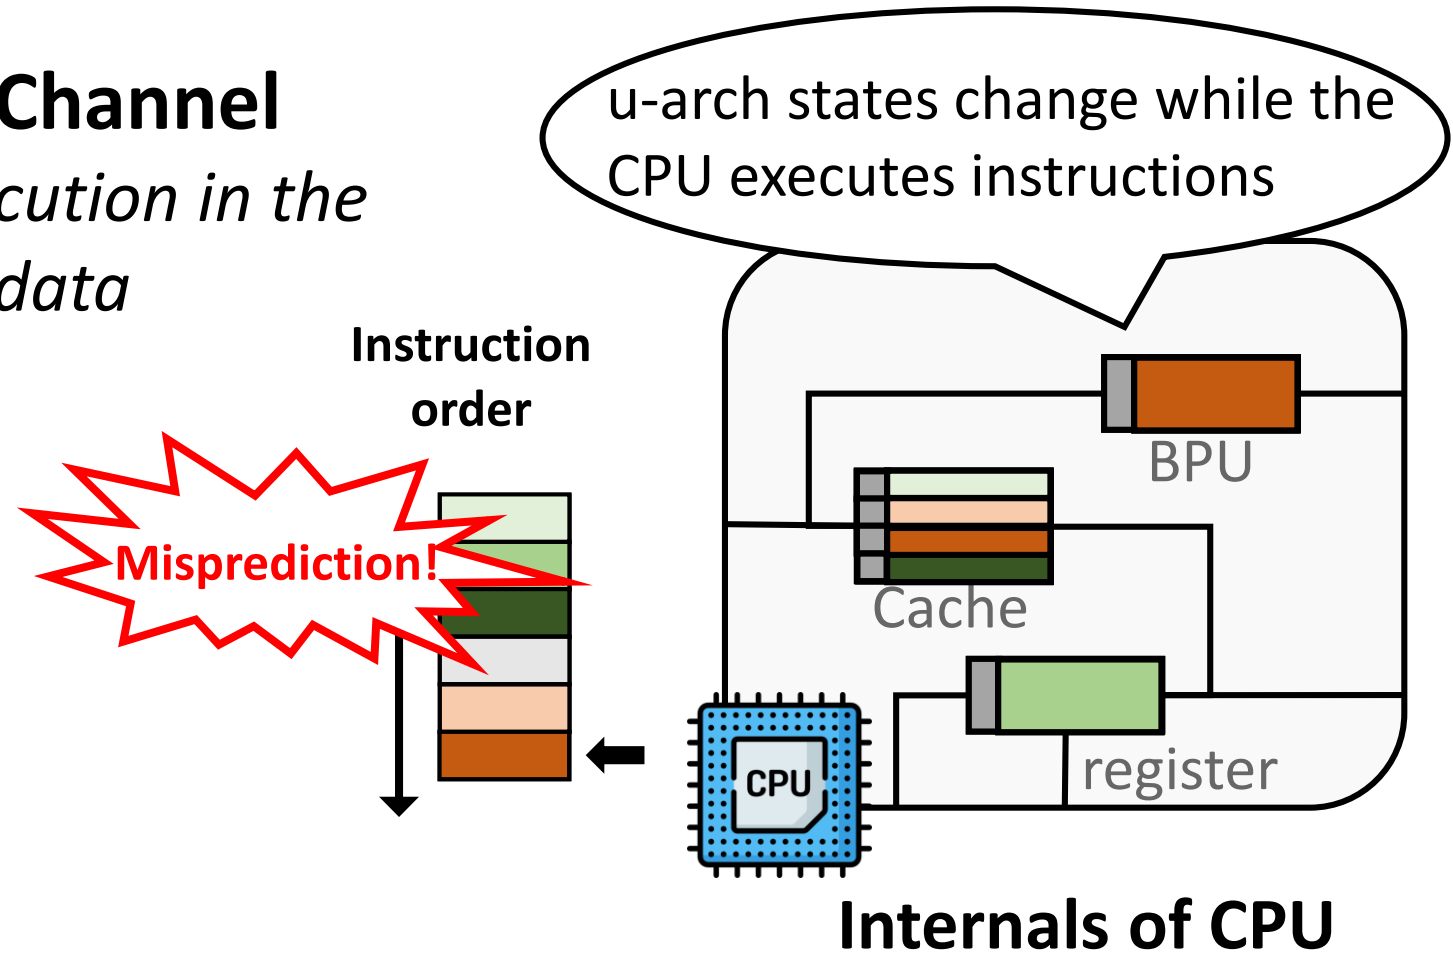 Channel
cution in the
data
u-arch states change while the
CPU executes instructions
Instruction
order
Misprediction!
BPU
Cache
register
CPU
Internals of CPU